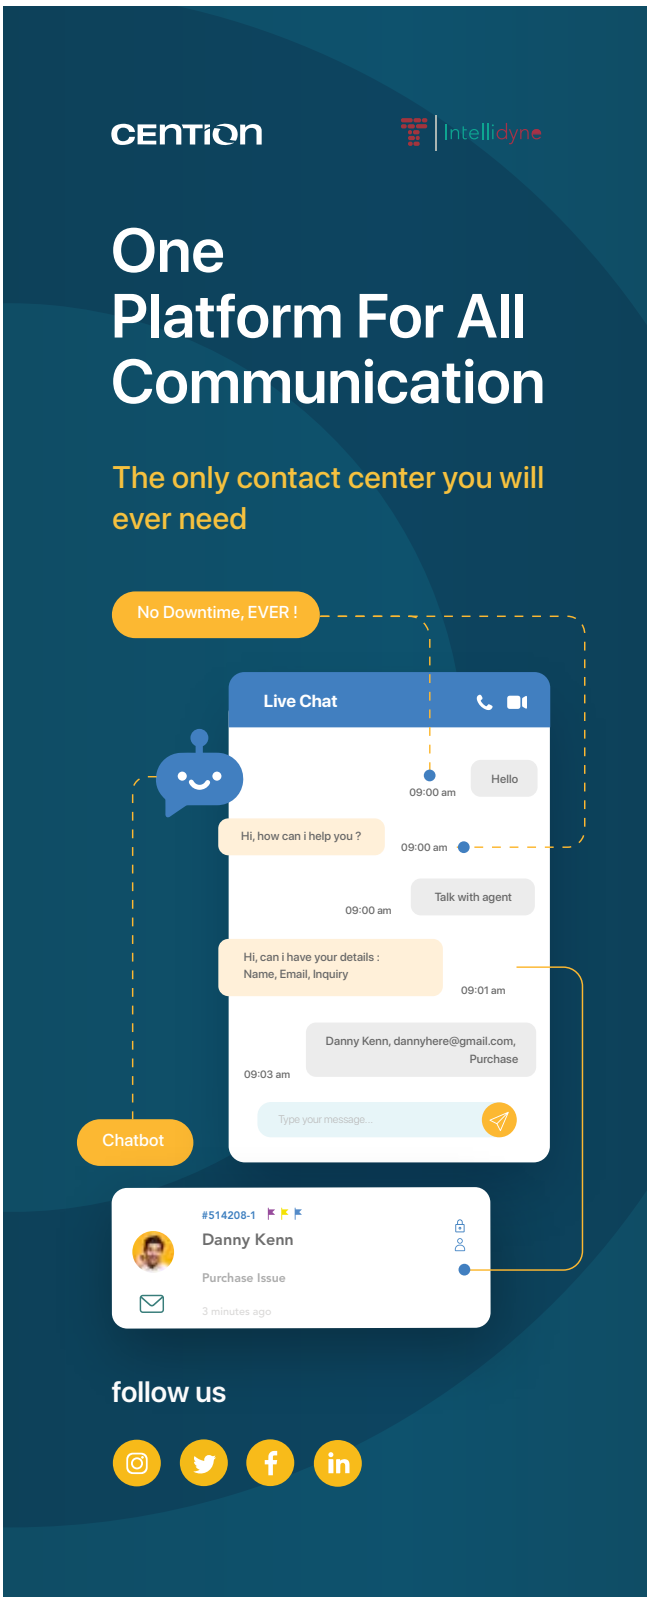 CENTION
Intellidyne
One
Platform For All
Communication
The only contact center you will
ever need
No Downtime, EVER !
Live Chat
Hello
09:00 am
Hi, how can i help you ?
09:00 am
Talk with agent
09:00 am
Hi, can i have your details :
Name, Email, Inquiry
09:01 am
Danny Kenn, dannyhere@gmail.com,
Purchase
09:03 am
Type your message...
Chatbot
#514208-1
Danny Kenn
Purchase Issue
3 minutes ago
follow us